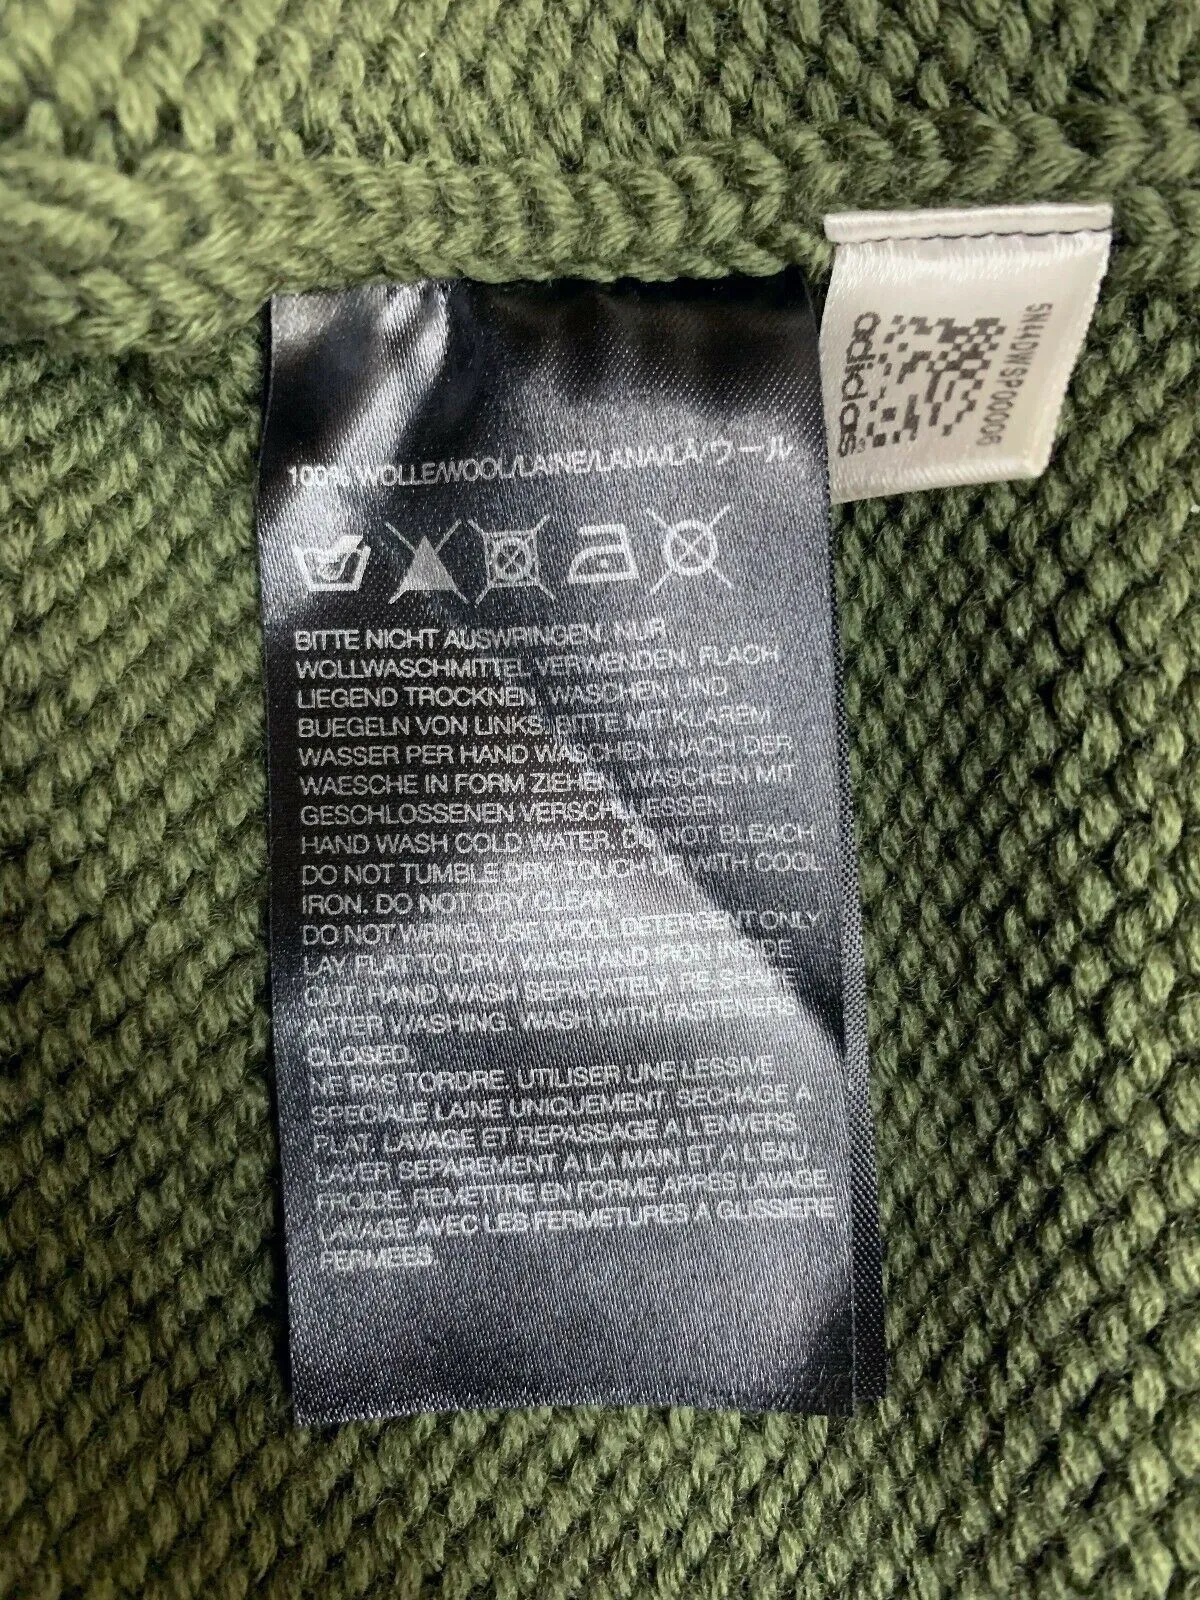 100% WOLLE/WOOL/LAINE/LANA/LÃ/ウール
BITTE NICHT AUSWRINGEN. NUR
WOLLWASCHMITTEL VERWENDEN. FLACH
LIEGEND TROCKNEN. WASCHEN UND
BUEGELN VON LINKS. BITTE MIT KLAREM
WASSER PER HAND WASCHEN. NACH DER
WAESCHE IN FORM ZIEHEN. WASCHEN MIT
GESCHLOSSENEN VERSCHLUESSEN.
HAND WASH COLD WATER. DO NOT BLEACH.
DO NOT TUMBLE DRY. TOUCH UP WITH COOL
IRON. DO NOT DRY CLEAN.
DO NOT WRING. USE WOOL DETERGENT ONLY.
LAY FLAT TO DRY. WASH AND IRON INSIDE
OUT. HAND WASH SEPARATELY. RE-SHAPE
AFTER WASHING. WASH WITH FASTENERS
CLOSED.
NE PAS TORDRE. UTILISER UNE LESSIVE
SPECIALE LAINE UNIQUEMENT. SECHAGE A
PLAT. LAVAGE ET REPASSAGE A L'ENVERS.
LAVER SEPAREMENT A LA MAIN ET A L'EAU
FROIDE. REMETTRE EN FORME APRES LAVAGE.
LAVAGE AVEC LES FERMETURES A GLISSIERE
FERMEES.
adidas
5N44DWSP00006